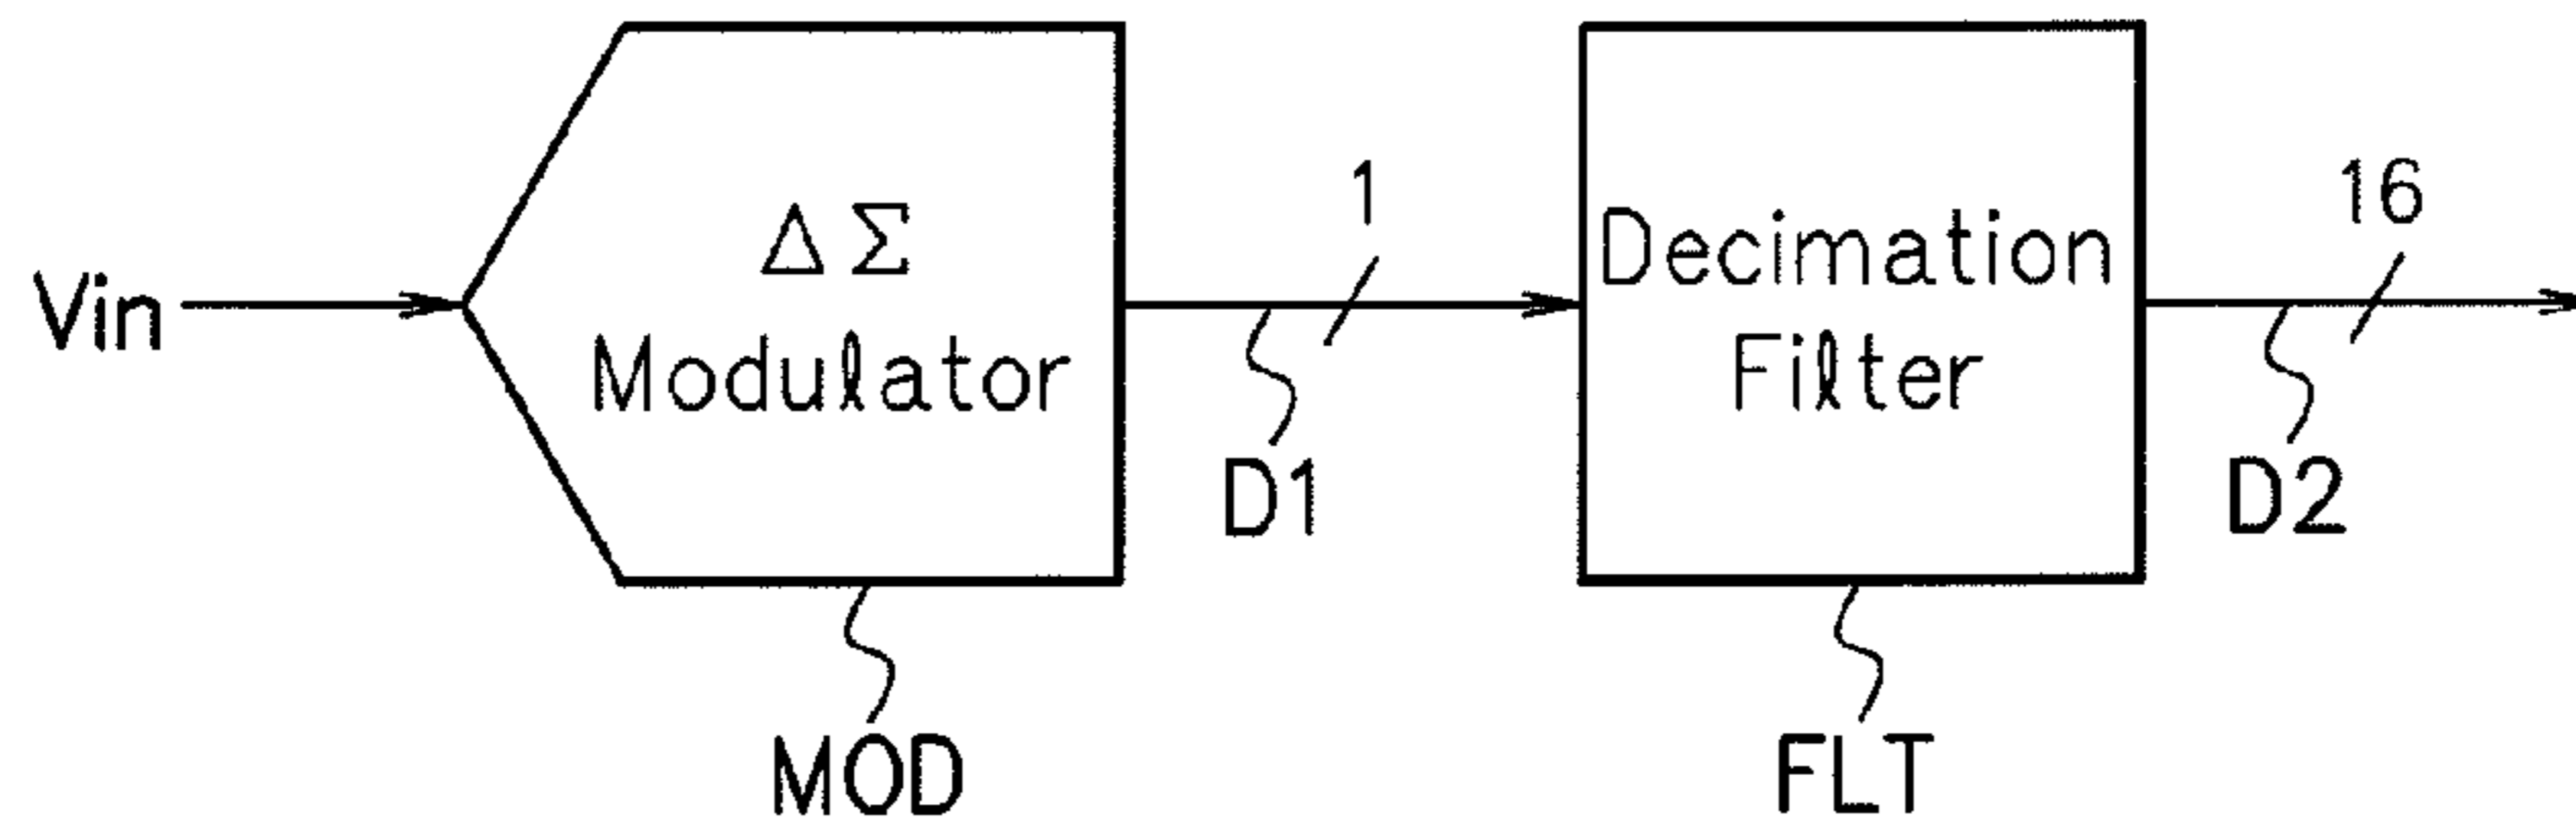 Vin
ΔΣ
Modulator
1
D1
MOD
Decimation
Filter
16
D2
FLT